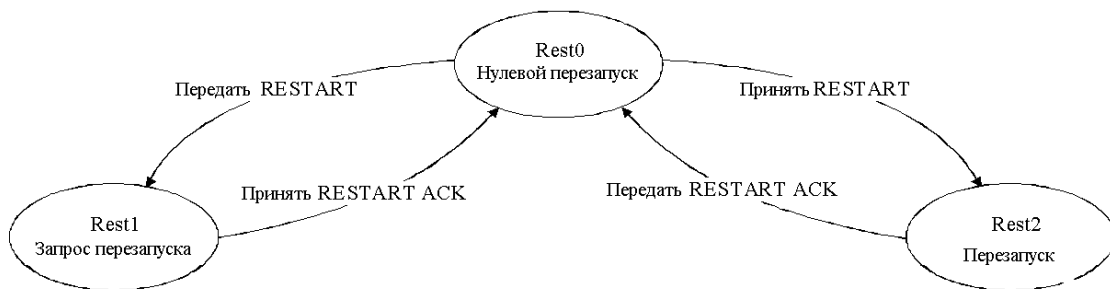 Rest0
Нулевой перезапуск
Передать RESTART
Принять RESTART
Принять RESTART ACK
Передать RESTART ACK
Rest1
Запрос перезапуска
Rest2
Перезапуск